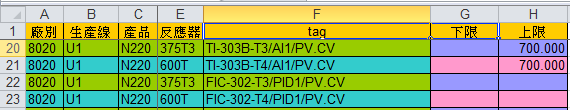 A B C E F G H
1 廠別 生產線 產品 反應器 tag 下限 上限
20 8020 U1 N220 375T3 TI-303B-T3/AI1/PV.CV 700.000
21 8020 U1 N220 600T TI-303B-T4/AI1/PV.CV 700.000
22 8020 U1 N220 375T3 FIC-302-T3/PID1/PV.CV
23 8020 U1 N220 600T FIC-302-T4/PID1/PV.CV